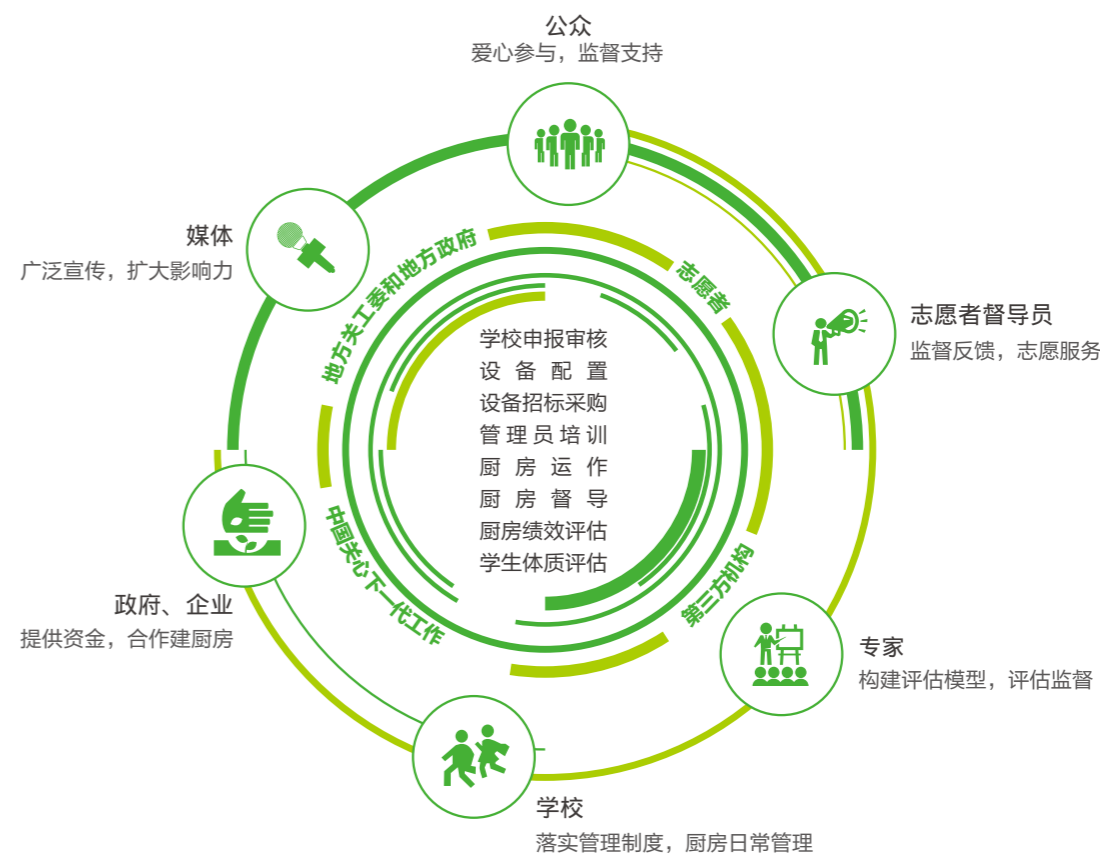 公众
爱心参与，监督支持
媒体
广泛宣传，扩大影响力
地方关工委和地方政府
志愿者
志愿者督导员
监督反馈，志愿服务
学校申报审核
设备配置
设备招标采购
管理员培训
厨房运作
厨房督导
厨房绩效评估
学生体质评估
中国关心下一代工作
第三方机构
政府、企业
提供资金，合作建厨房
专家
构建评估模型，评估监督
学校
落实管理制度，厨房日常管理